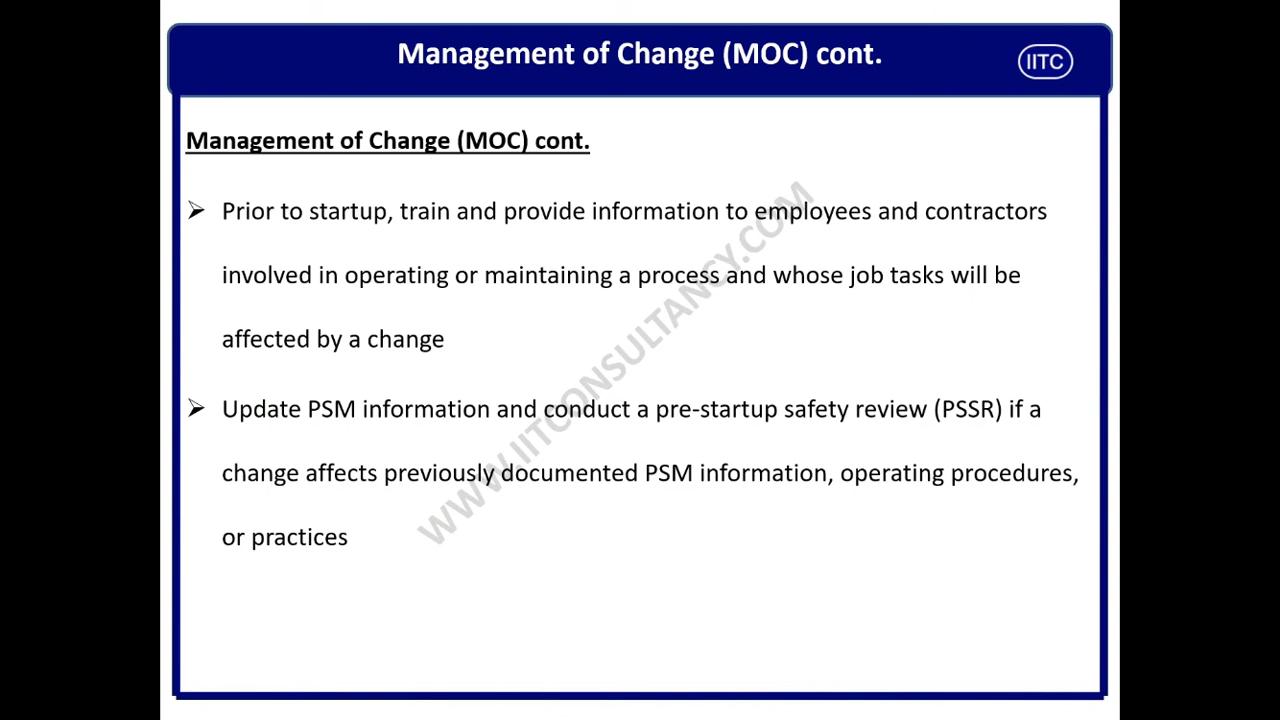 Management of Change (MOC) cont.
IITC
Management of Change (MOC) cont.
➢ Prior to startup, train and provide information to employees and contractors
involved in operating or maintaining a process and whose job tasks will be
affected by a change
➢ Update PSM information and conduct a pre-startup safety review (PSSR) if a
change affects previously documented PSM information, operating procedures,
or practices
WWW.IITCONSULTANCY.COM